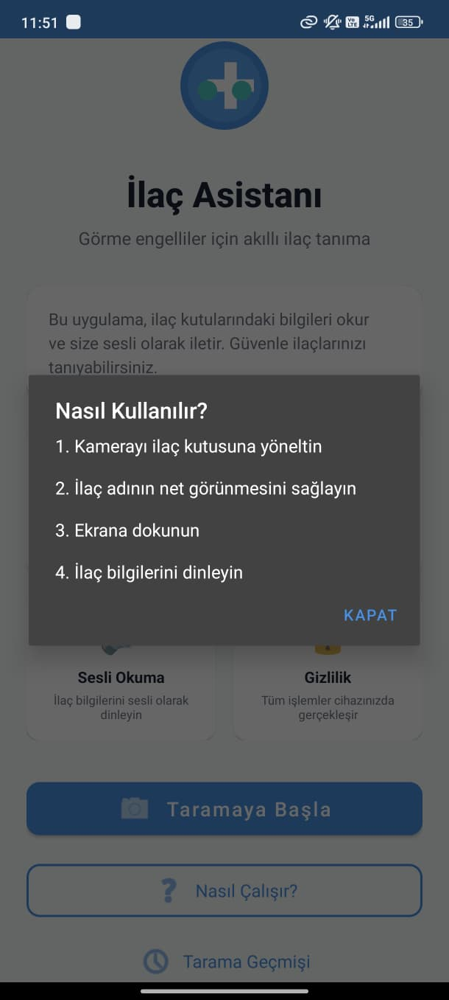 11:51
Vo
LTE
5G
35
İlaç Asistanı
Görme engelliler için akıllı ilaç tanıma
Bu uygulama, ilaç kutularındaki bilgileri okur
ve size sesli olarak iletir. Güvenle ilaçlarınızı
tanıyabilirsiniz.
Nasıl Kullanılır?
1. Kamerayı ilaç kutusuna yöneltin
2. İlaç adının net görünmesini sağlayın
3. Ekrana dokunun
4. İlaç bilgilerini dinleyin
KAPAT
Sesli Okuma
İlaç bilgilerini sesli olarak
dinleyin
Gizlilik
Tüm işlemler cihazınızda
gerçekleşir
Taramaya Başla
? Nasıl Çalışır?
Tarama Geçmişi